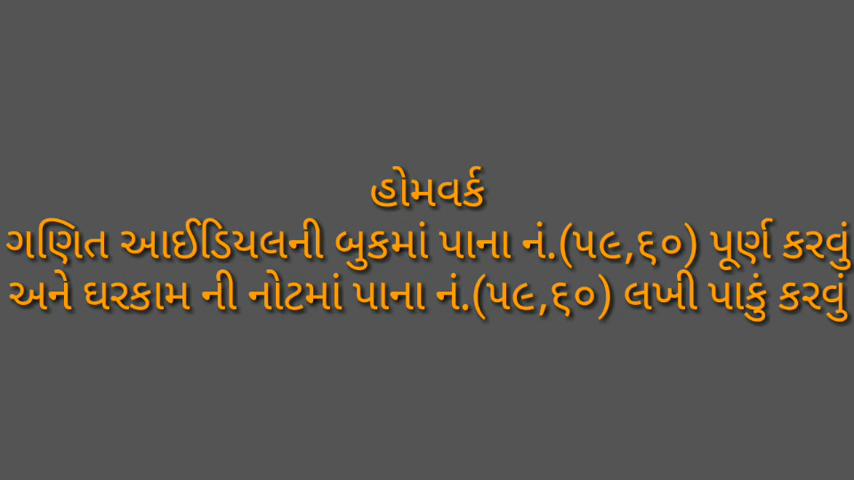 હોમવર્ક
ગણિત આઈડિયલની બુકમાં પાના નં.(૫૯,૬૦) પૂર્ણ કરવું
અને ઘરકામ ની નોટમાં પાના નં.(૫૯,૬૦) લખી પાકું કરવું